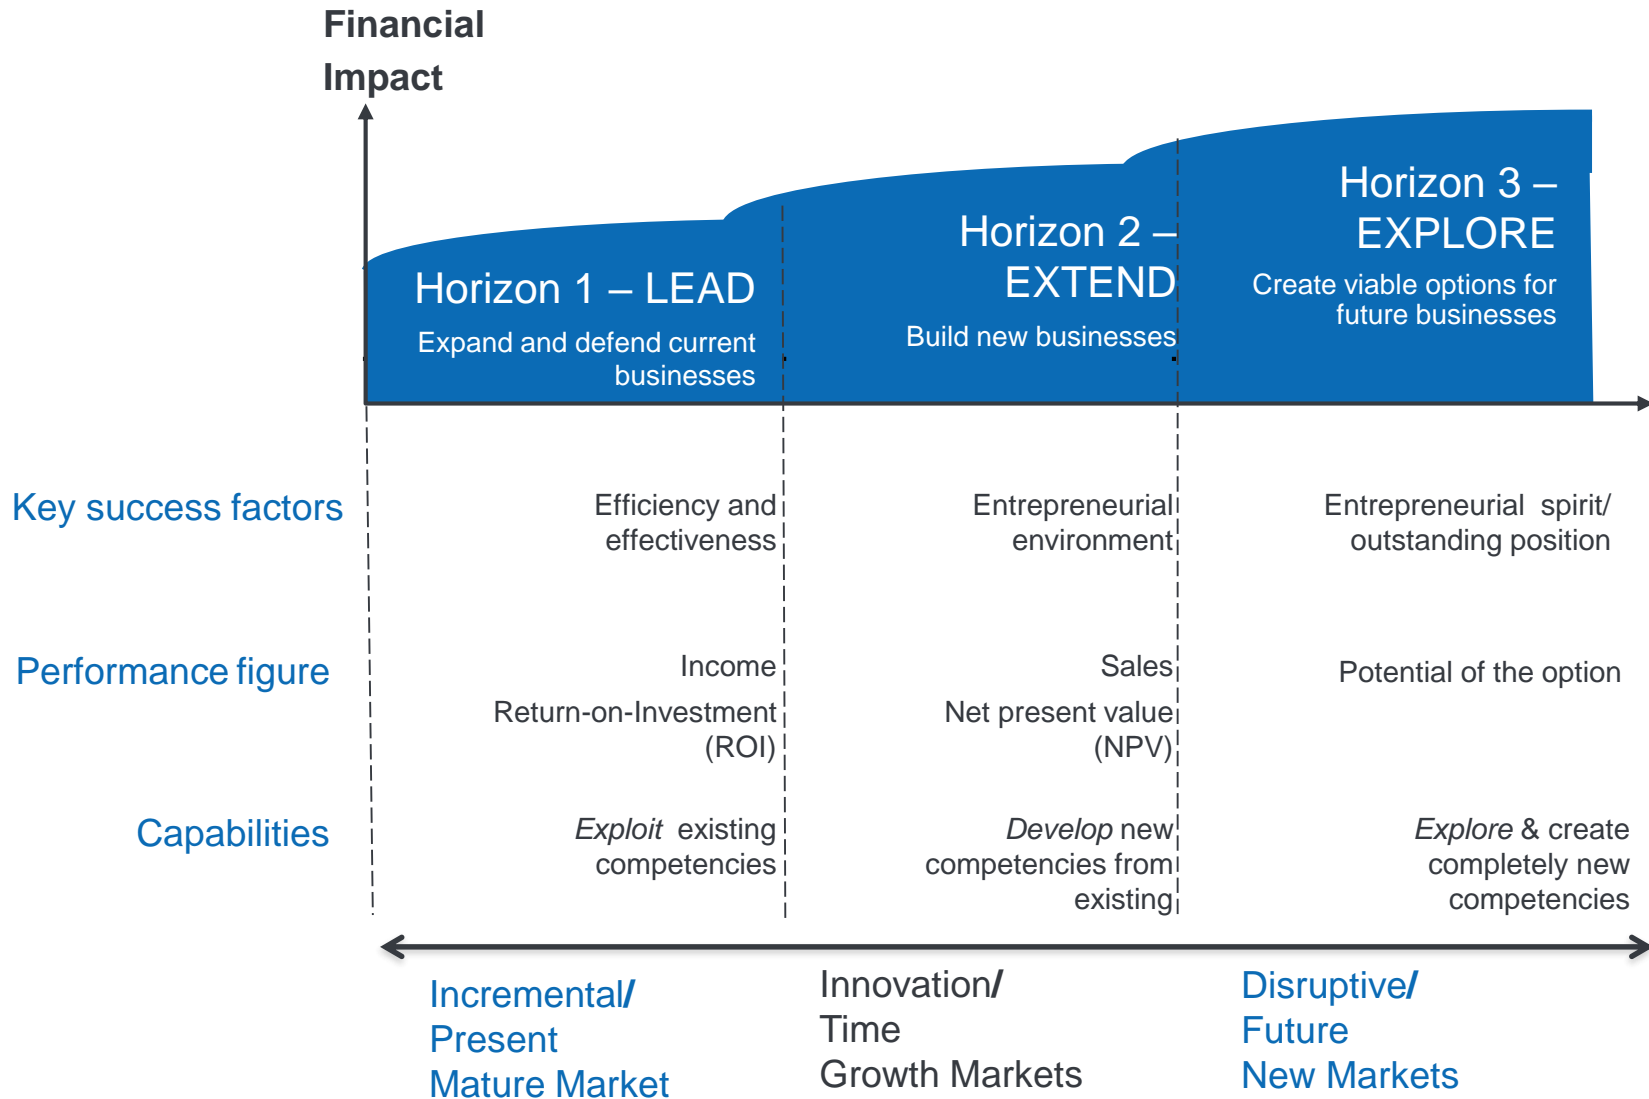 Financial
Impact
Horizon 1 – LEAD
Expand and defend current
businesses
Horizon 2 –
EXTEND
Build new businesses
Horizon 3 –
EXPLORE
Create viable options for
future businesses
Key success factors
Efficiency and
effectiveness
Entrepreneurial
environment
Entrepreneurial spirit/
outstanding position
Performance figure
Income
Return-on-Investment
(ROI)
Sales
Net present value
(NPV)
Potential of the option
Capabilities
Exploit existing
competencies
Develop new
competencies from
existing
Explore & create
completely new
competencies
Incremental/
Present
Mature Market
Innovation/
Time
Growth Markets
Disruptive/
Future
New Markets